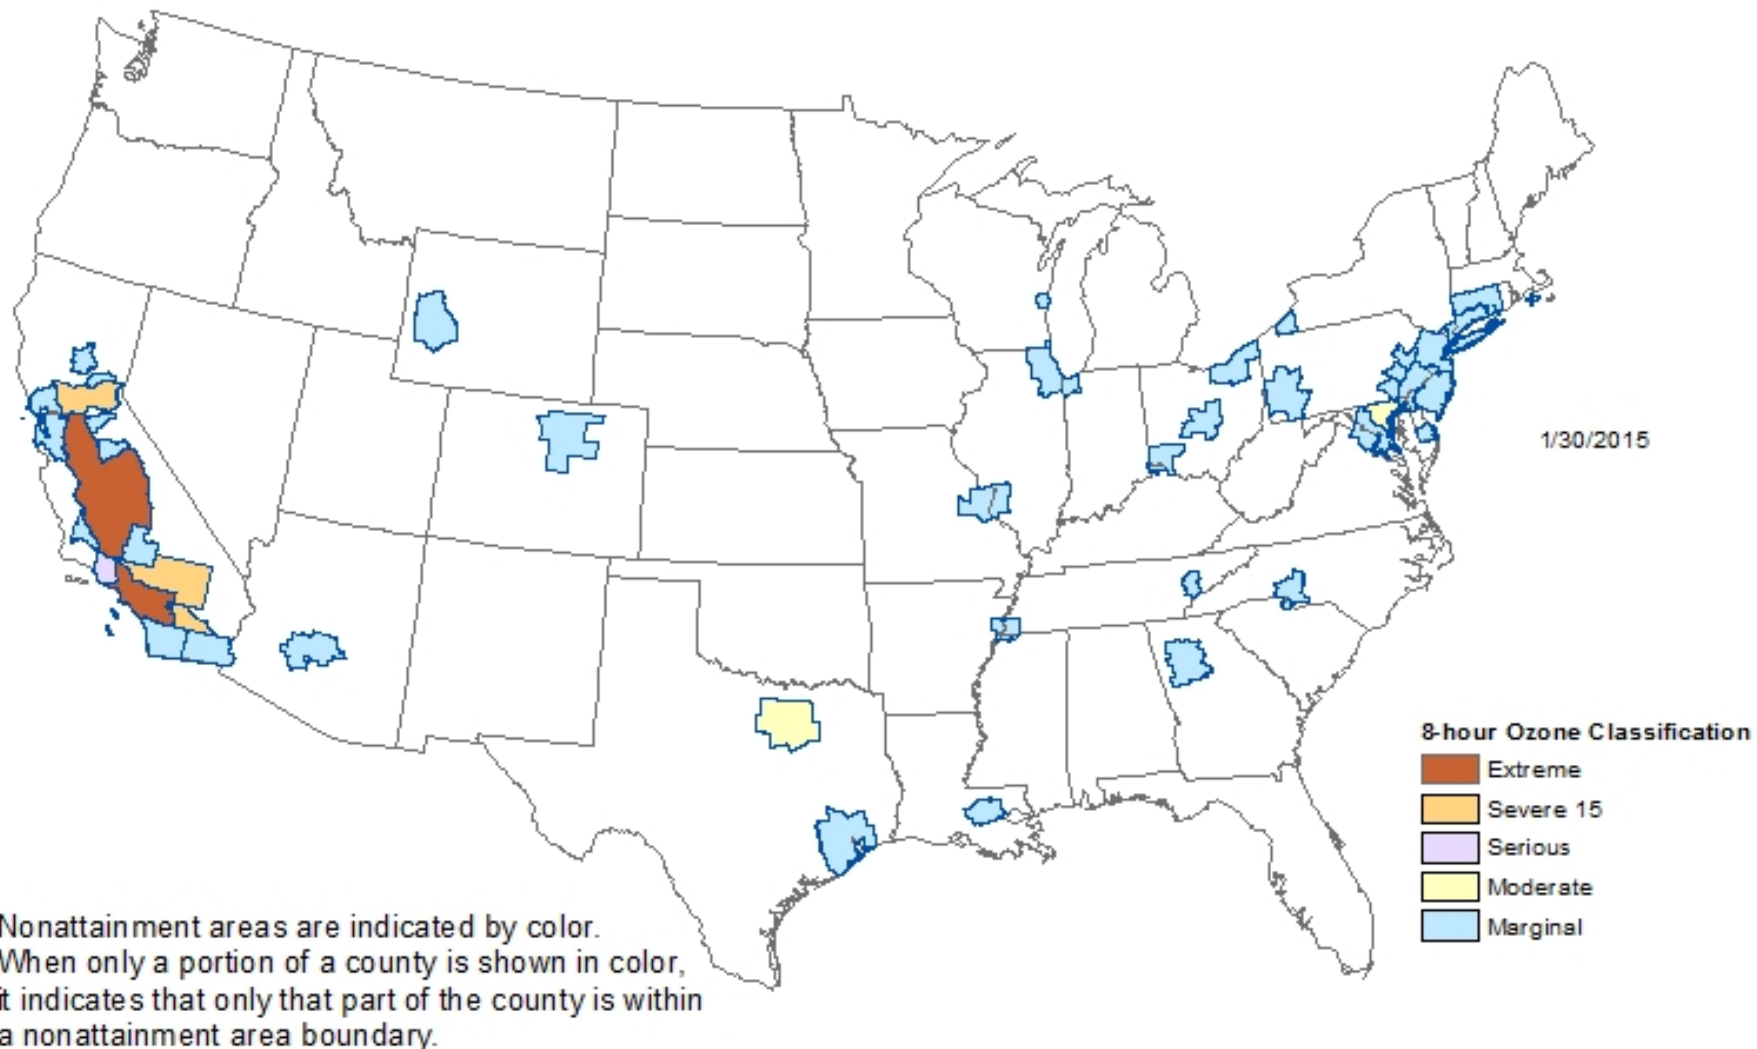 1/30/2015
8-hour Ozone Classification
Extreme
Severe 15
Serious
Moderate
Marginal
Nonattainment areas are indicated by color.
When only a portion of a county is shown in color,
it indicates that only that part of the county is within
a nonattainment area boundary.